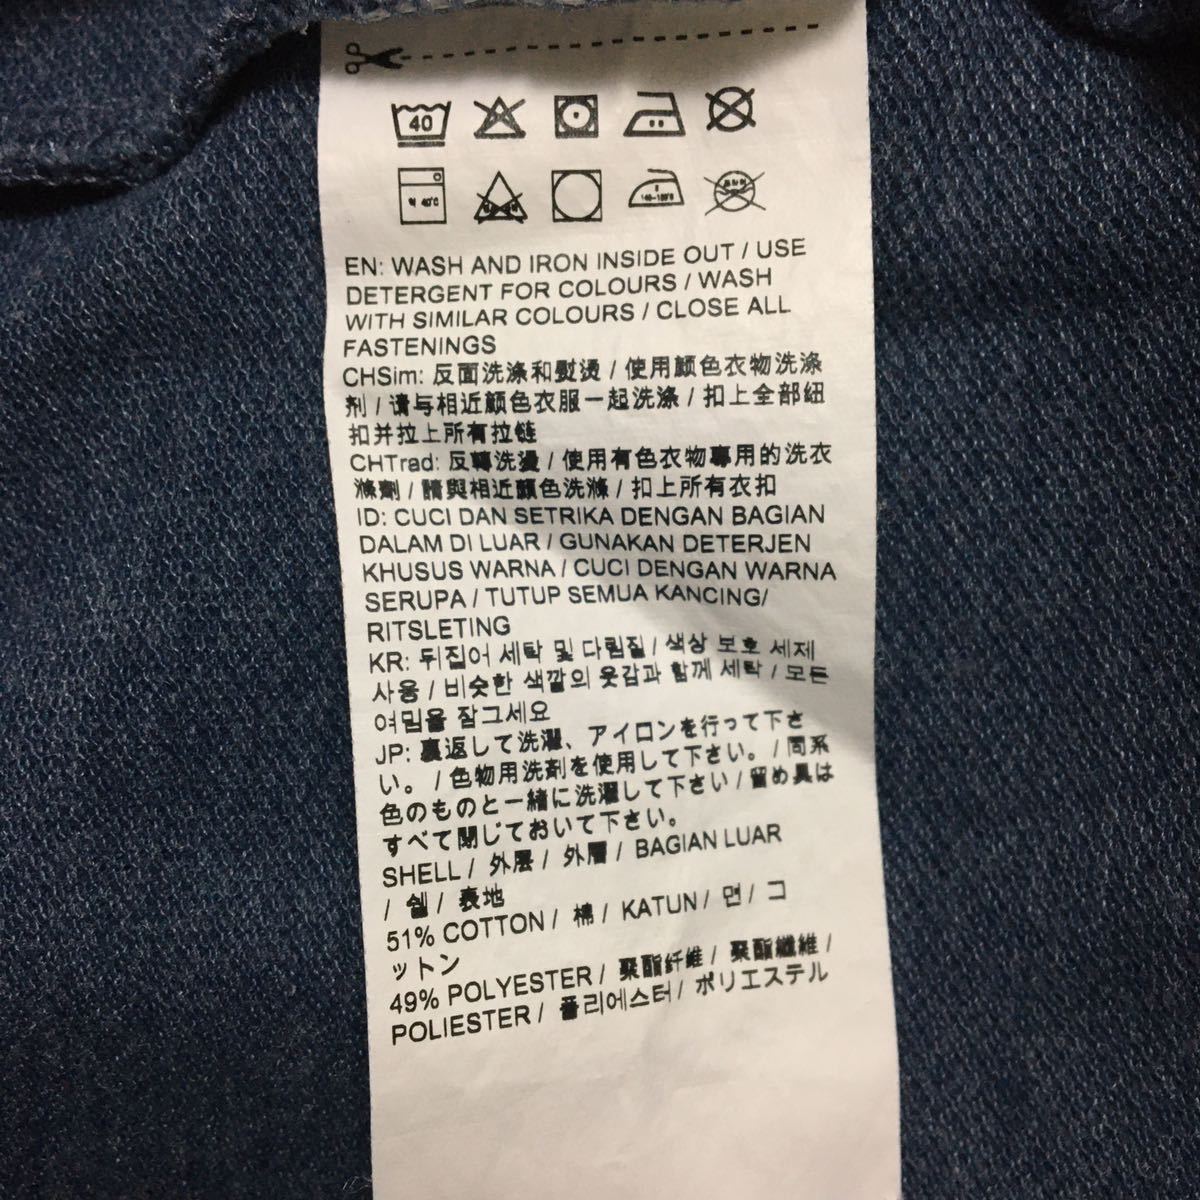 40
40°C
EN: WASH AND IRON INSIDE OUT / USE
DETERGENT FOR COLOURS / WASH
WITH SIMILAR COLOURS / CLOSE ALL
FASTENINGS
CHSim: 反面洗涤和熨烫 / 使用颜色衣物洗涤
剂 / 请与相近颜色衣服一起洗涤 / 扣上全部纽
扣并拉上所有拉链
CHTrad: 反轉洗燙 / 使用有色衣物專用的洗衣
滌劑 / 請與相近顏色洗滌 / 扣上所有衣扣
ID: CUCI DAN SETRIKA DENGAN BAGIAN
DALAM DI LUAR / GUNAKAN DETERJEN
KHUSUS WARNA / CUCI DENGAN WARNA
SERUPA / TUTUP SEMUA KANCING/
RITSLETING
KR: 뒤집어 세탁 및 다림질 / 색상 보호 세제
사용 / 비슷한 색깔의 옷감과 함께 세탁 / 모든
여밈을 잠그세요
JP: 裏返して洗濯、アイロンを行って下さ
い。 / 色物用洗剤を使用して下さい。 / 同系
色のものと一緒に洗濯して下さい / 留め具は
すべて閉じておいて下さい。
SHELL / 外层 / 外層 / BAGIAN LUAR
/ 쉘 / 表地
51% COTTON / 棉 / KATUN / 면 / コ
ットン
49% POLYESTER / 聚酯纤维 / 聚酯纖維 /
POLIESTER / 폴리에스터 / ポリエステル